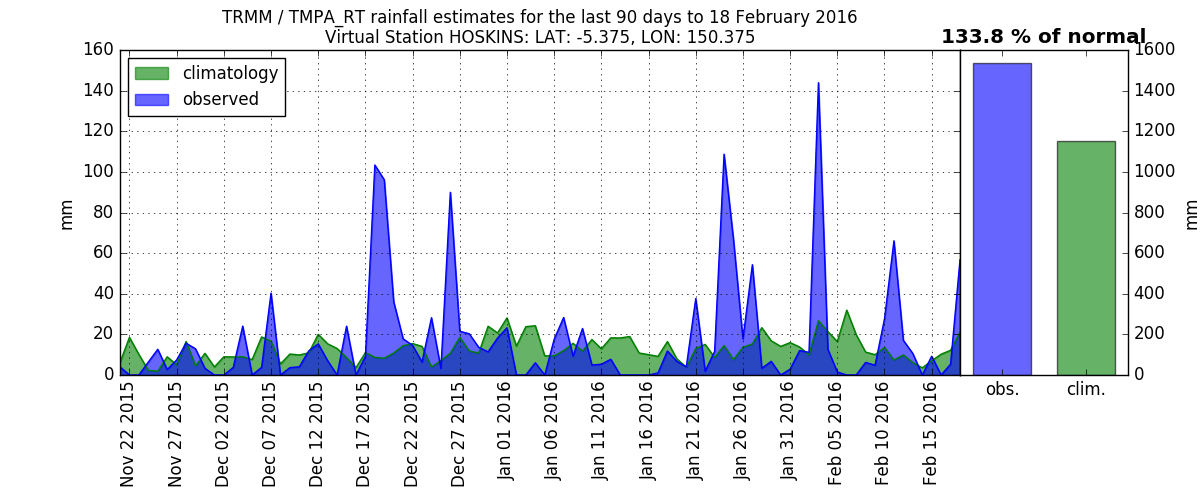 TRMM / TMPA_RT rainfall estimates for the last 90 days to 18 February 2016
Virtual Station HOSKINS: LAT: -5.375, LON: 150.375
133.8 % of normal
climatology
observed
mm
160
140
120
100
80
60
40
20
0
1600
1400
1200
1000
800
600
400
200
0
mm
Nov 22 2015
Nov 27 2015
Dec 02 2015
Dec 07 2015
Dec 12 2015
Dec 17 2015
Dec 22 2015
Dec 27 2015
Jan 01 2016
Jan 06 2016
Jan 11 2016
Jan 16 2016
Jan 21 2016
Jan 26 2016
Jan 31 2016
Feb 05 2016
Feb 10 2016
Feb 15 2016
obs.
clim.